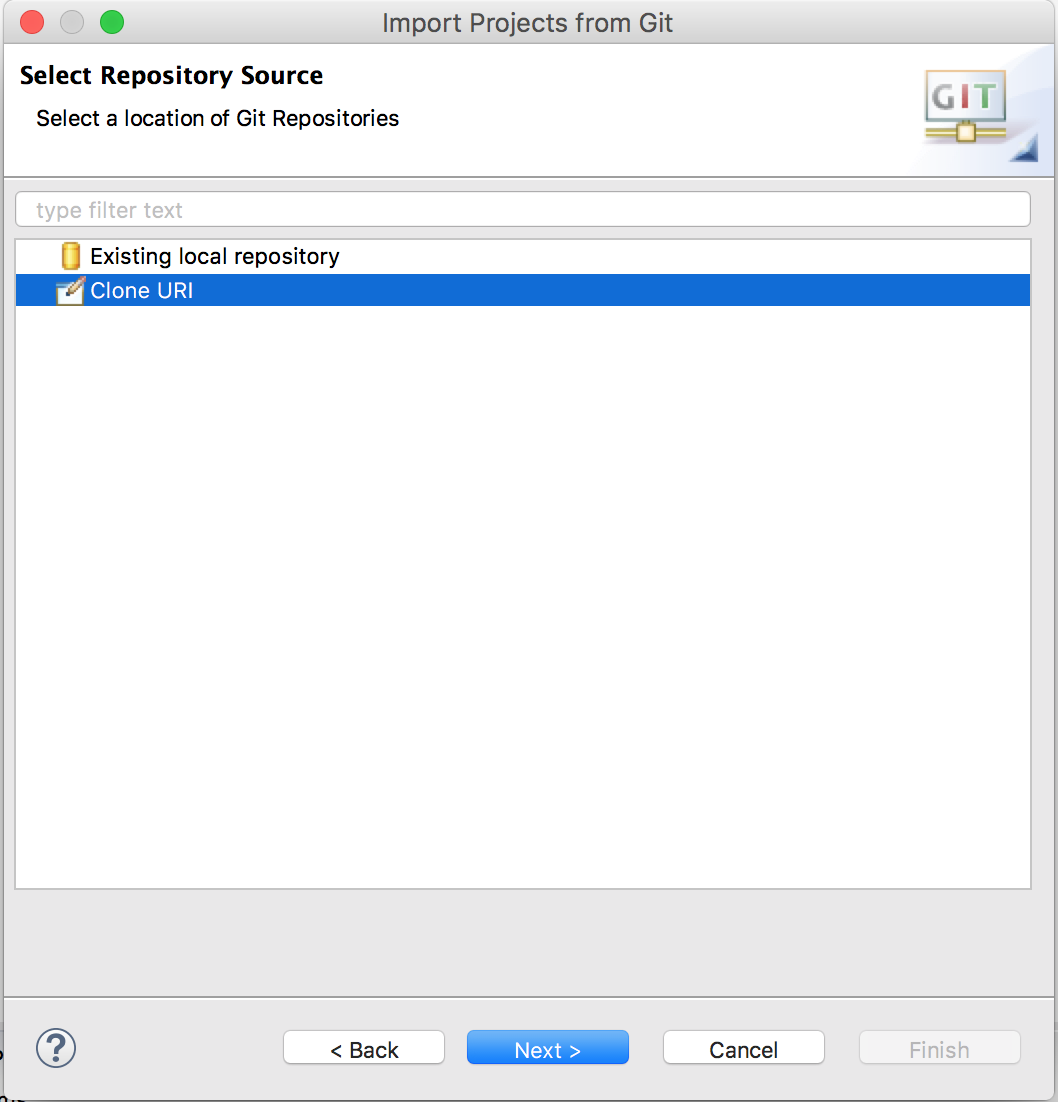 Import Projects from Git
Select Repository Source
Select a location of Git Repositories
GIT
type filter text
Existing local repository
Clone URI
?
< Back
Next >
Cancel
Finish